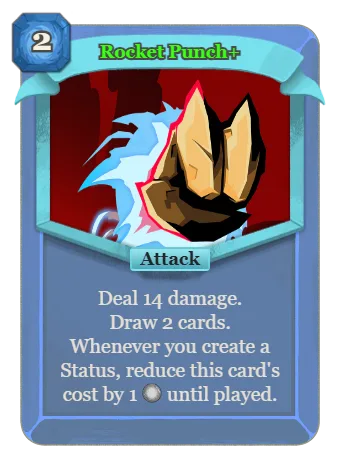 2
Rocket Punch+
Attack
Deal 14 damage.
Draw 2 cards.
Whenever you create a
Status, reduce this card's
cost by 1 until played.